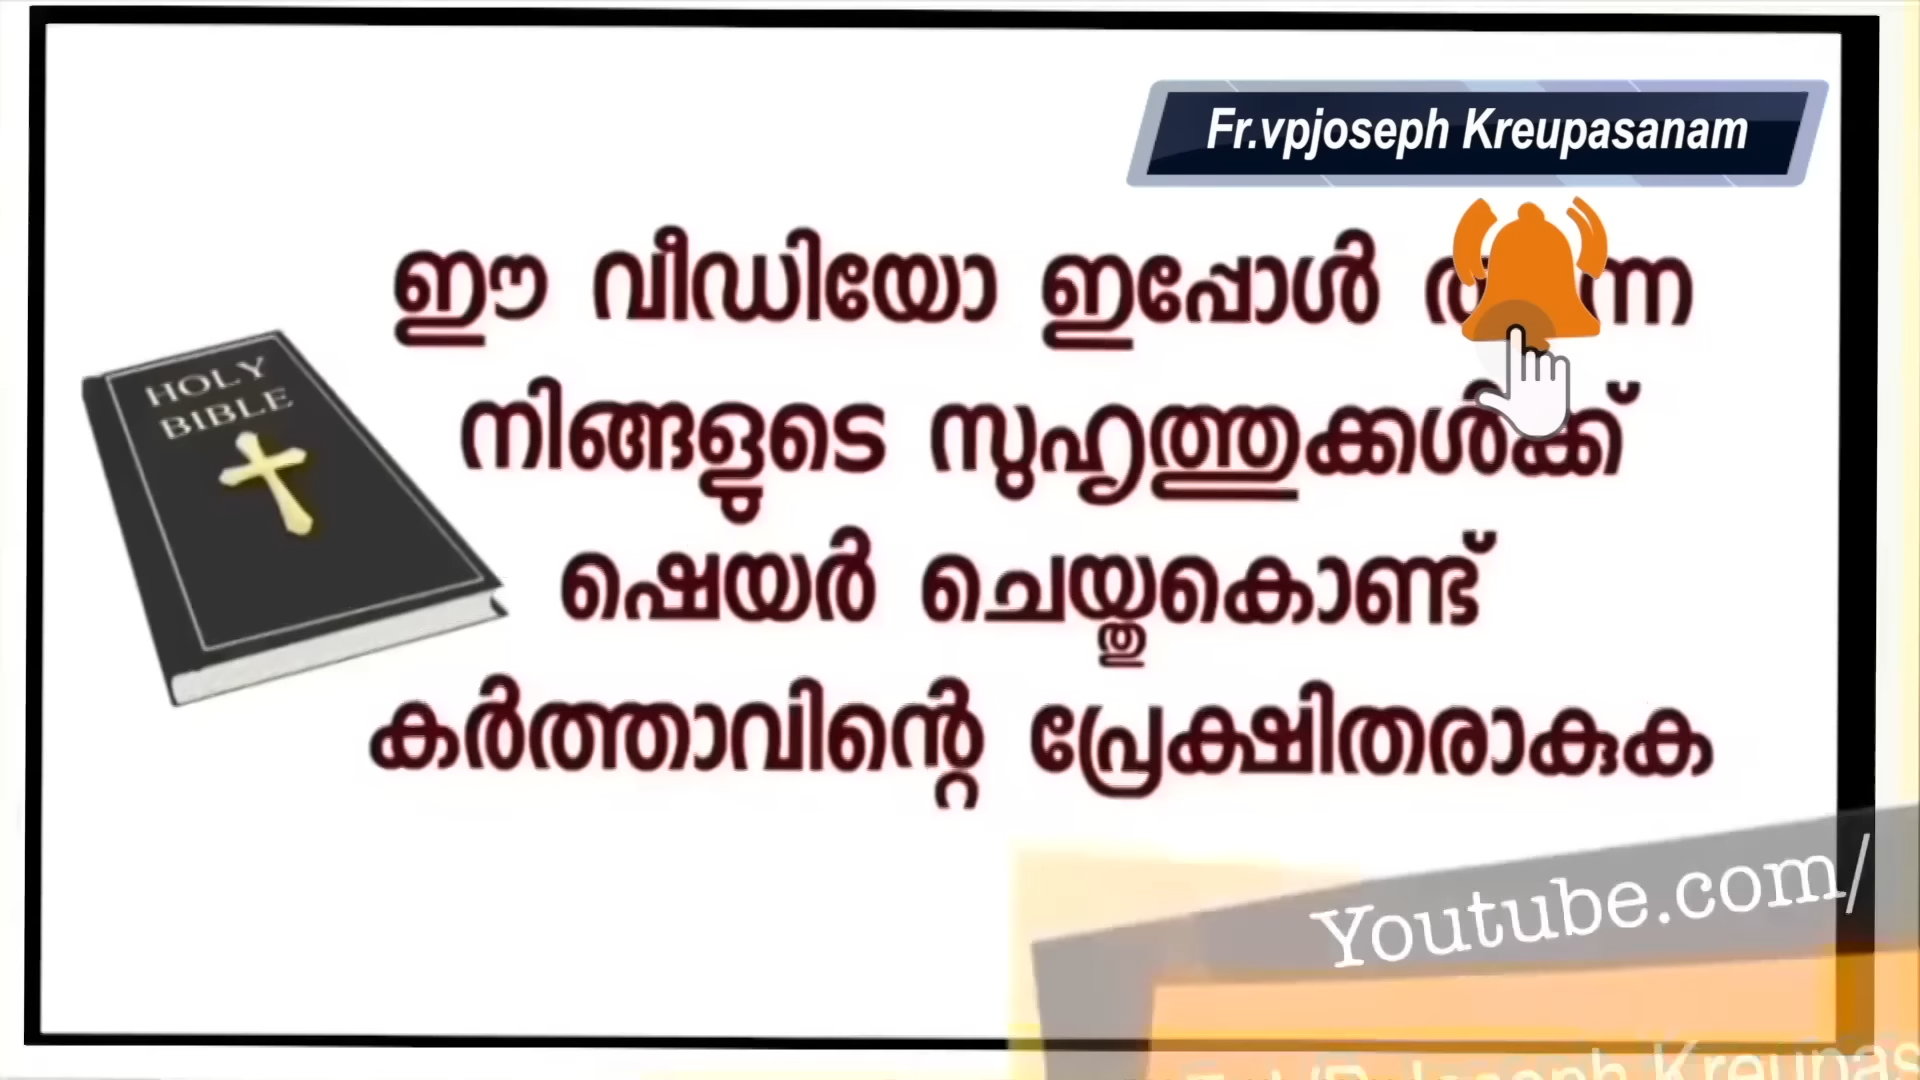 Fr.vpjoseph Kreupasanam
ഈ വീഡിയോ ഇപ്പോൾ
നിങ്ങളുടെ സുഹൃത്തുക്കൾക്ക്
ഷെയർ ചെയ്തുകൊണ്ട്
കർത്താവിന്റെ പ്രേക്ഷിതരാകുക
HOLY
BIBLE
Youtube.com/